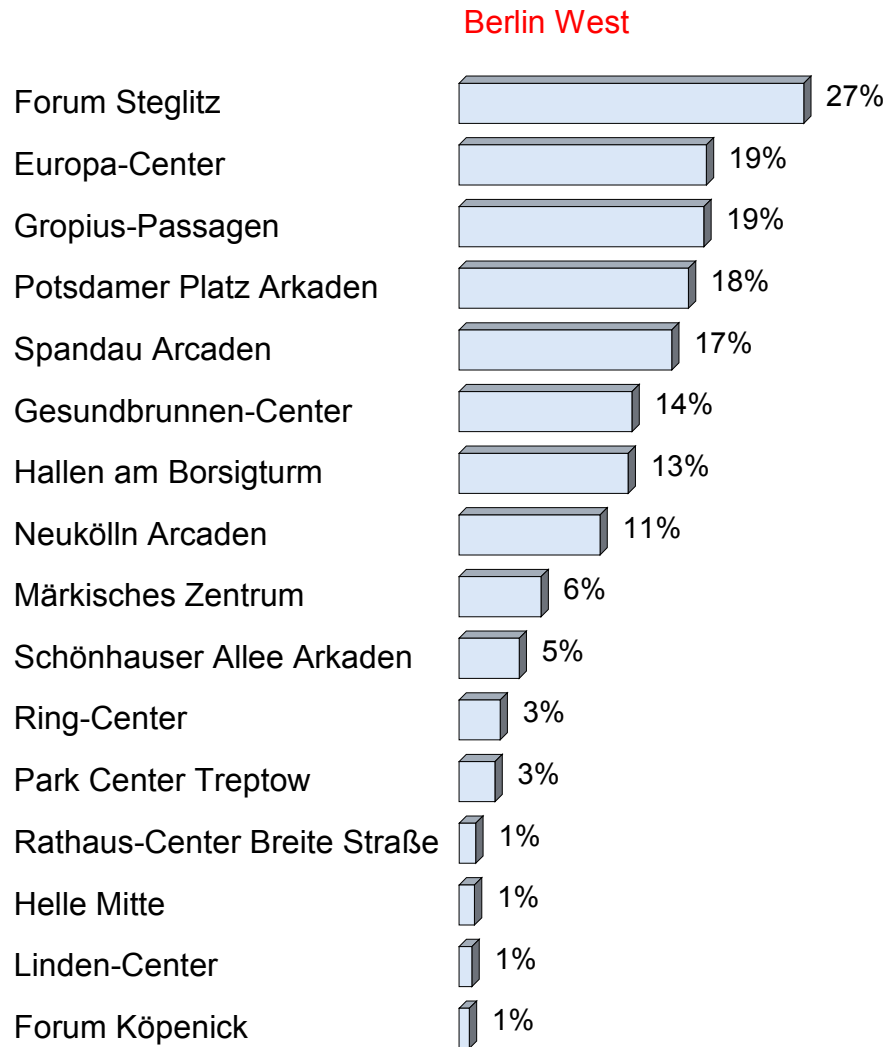 Berlin West
Forum Steglitz 27%
Europa-Center 19%
Gropius-Passagen 19%
Potsdamer Platz Arkaden 18%
Spandau Arcaden 17%
Gesundbrunnen-Center 14%
Hallen am Borsigturm 13%
Neukölln Arcaden 11%
Märkisches Zentrum 6%
Schönhauser Allee Arkaden 5%
Ring-Center 3%
Park Center Treptow 3%
Rathaus-Center Breite Straße 1%
Helle Mitte 1%
Linden-Center 1%
Forum Köpenick 1%